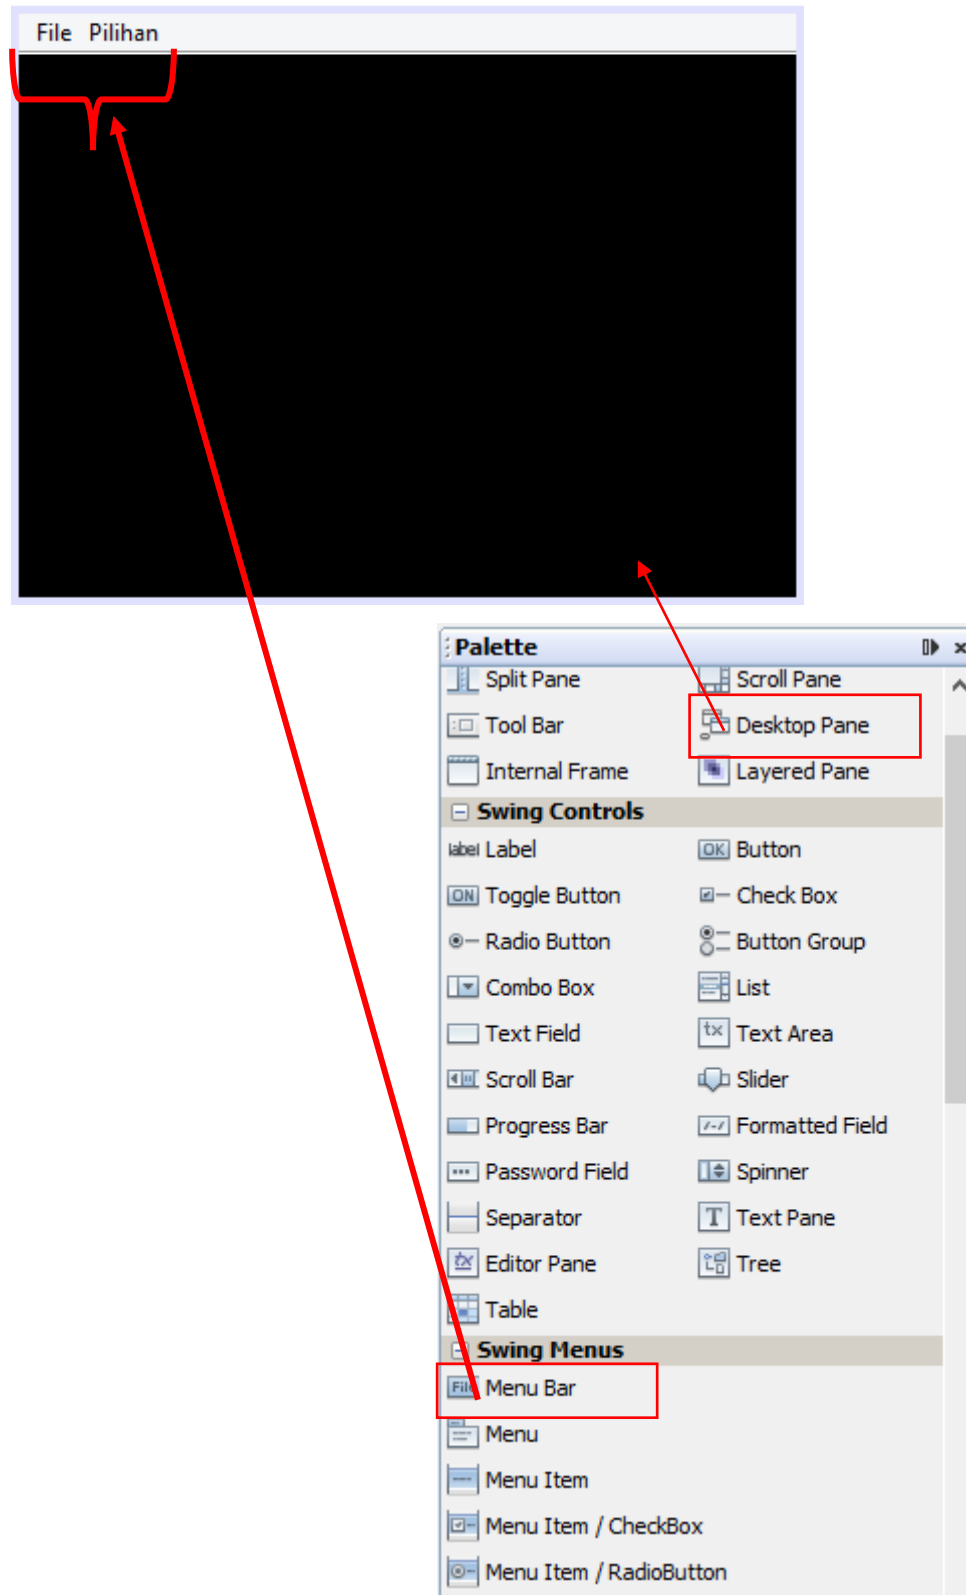 File Pilihan
Palette
Split Pane Scroll Pane
Tool Bar Desktop Pane
Internal Frame Layered Pane
Swing Controls
label Label OK Button
ON Toggle Button Check Box
Radio Button Button Group
Combo Box List
Text Field tx Text Area
Scroll Bar Slider
Progress Bar Formatted Field
Password Field Spinner
Separator T Text Pane
tx Editor Pane Tree
Table
Swing Menus
File Menu Bar
Menu
Menu Item
Menu Item / CheckBox
Menu Item / RadioButton